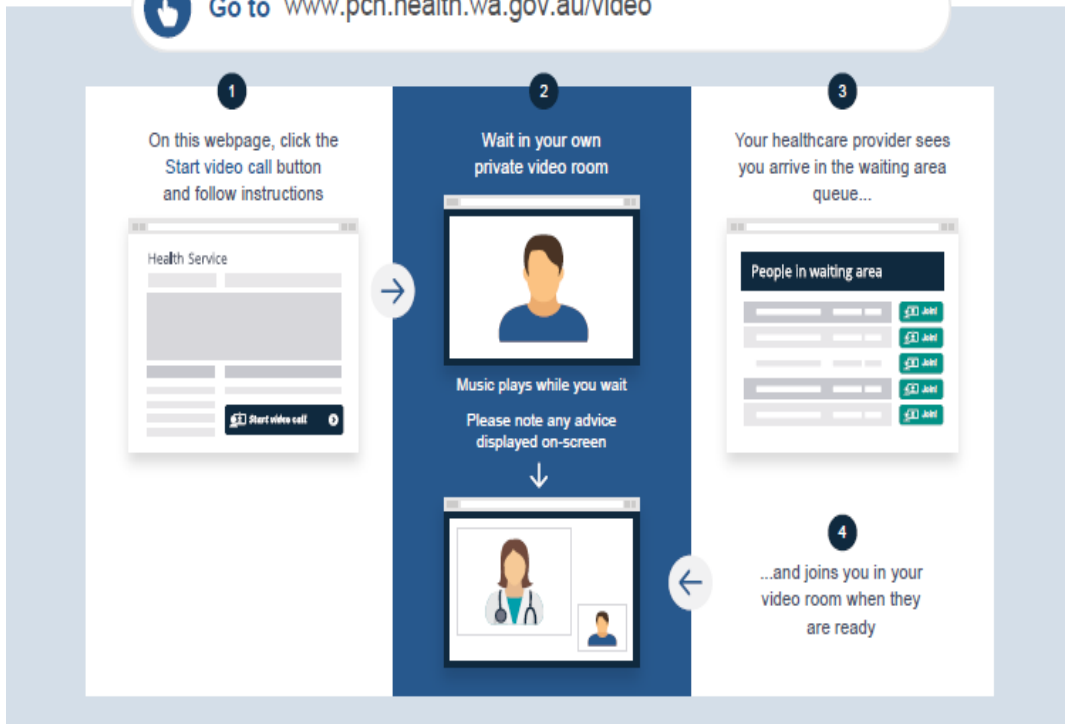 Go to www.pch.health.wa.gov.au/video
1
On this webpage, click the
Start video call button
and follow instructions
Health Service
Start video call
2
Wait in your own
private video room
Music plays while you wait
Please note any advice
displayed on-screen
3
Your healthcare provider sees
you arrive in the waiting area
queue...
People in waiting area
Join!
Join!
Join!
Join!
Join!
4
...and joins you in your
video room when they
are ready